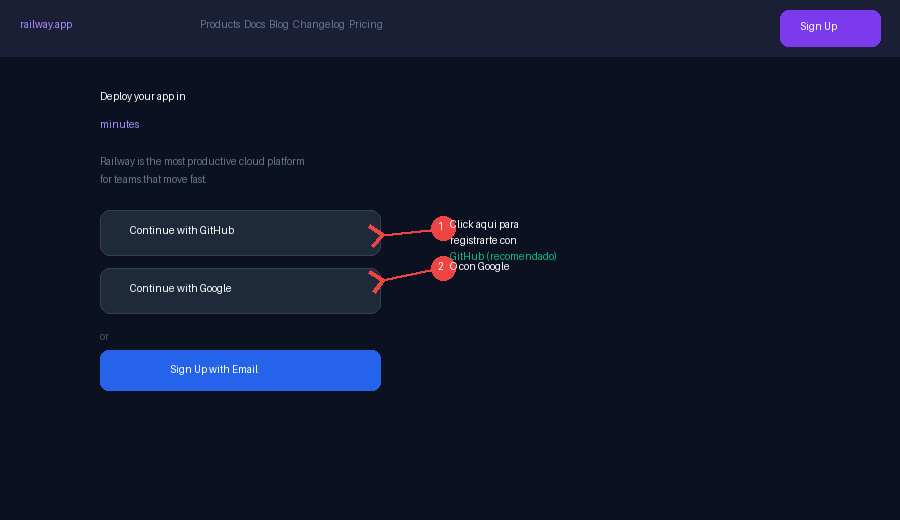 railway.app
Products Docs Blog Changelog Pricing
Sign Up
Deploy your app in
minutes
Railway is the most productive cloud platform
for teams that move fast.
Continue with GitHub
1 Click aqui para
registrarte con
GitHub (recomendado)
2 O con Google
Continue with Google
or
Sign Up with Email